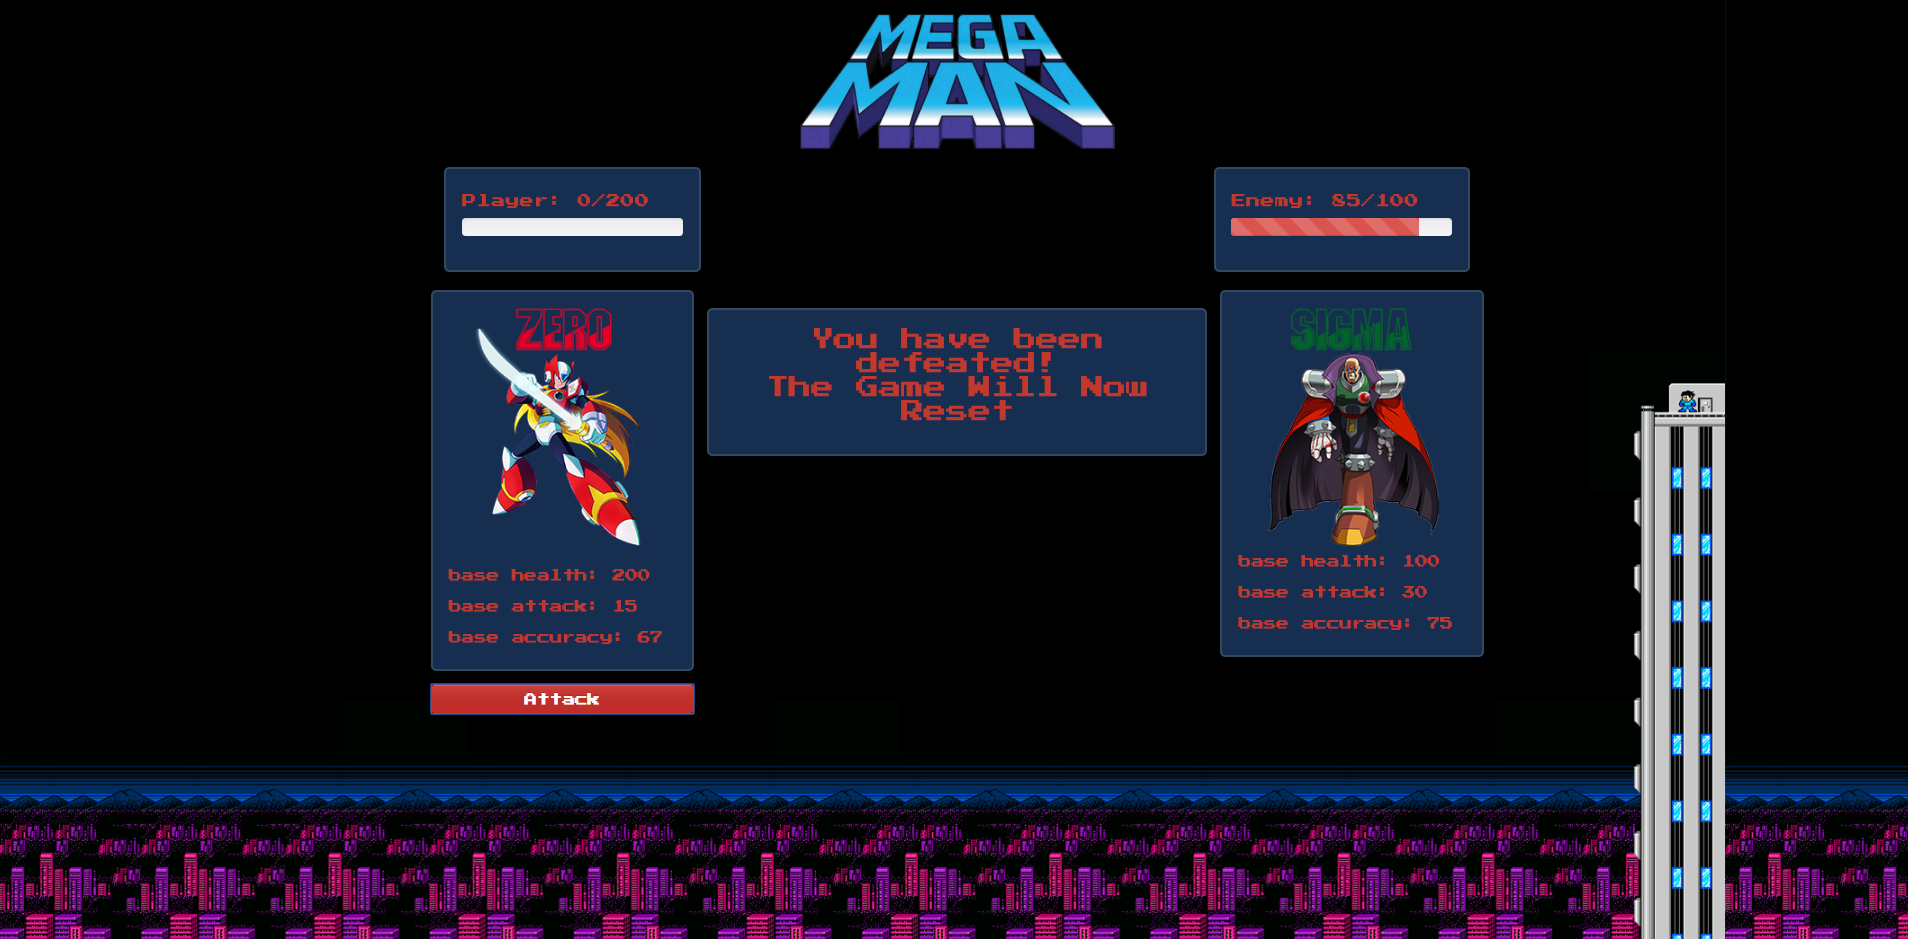 MEGA
MAN
Player: 0/200
Enemy: 85/100
ZERO
You have been
defeated!
The Game Will Now
Reset
SIGMA
base health: 200
base attack: 15
base accuracy: 67
base health: 100
base attack: 30
base accuracy: 75
Attack